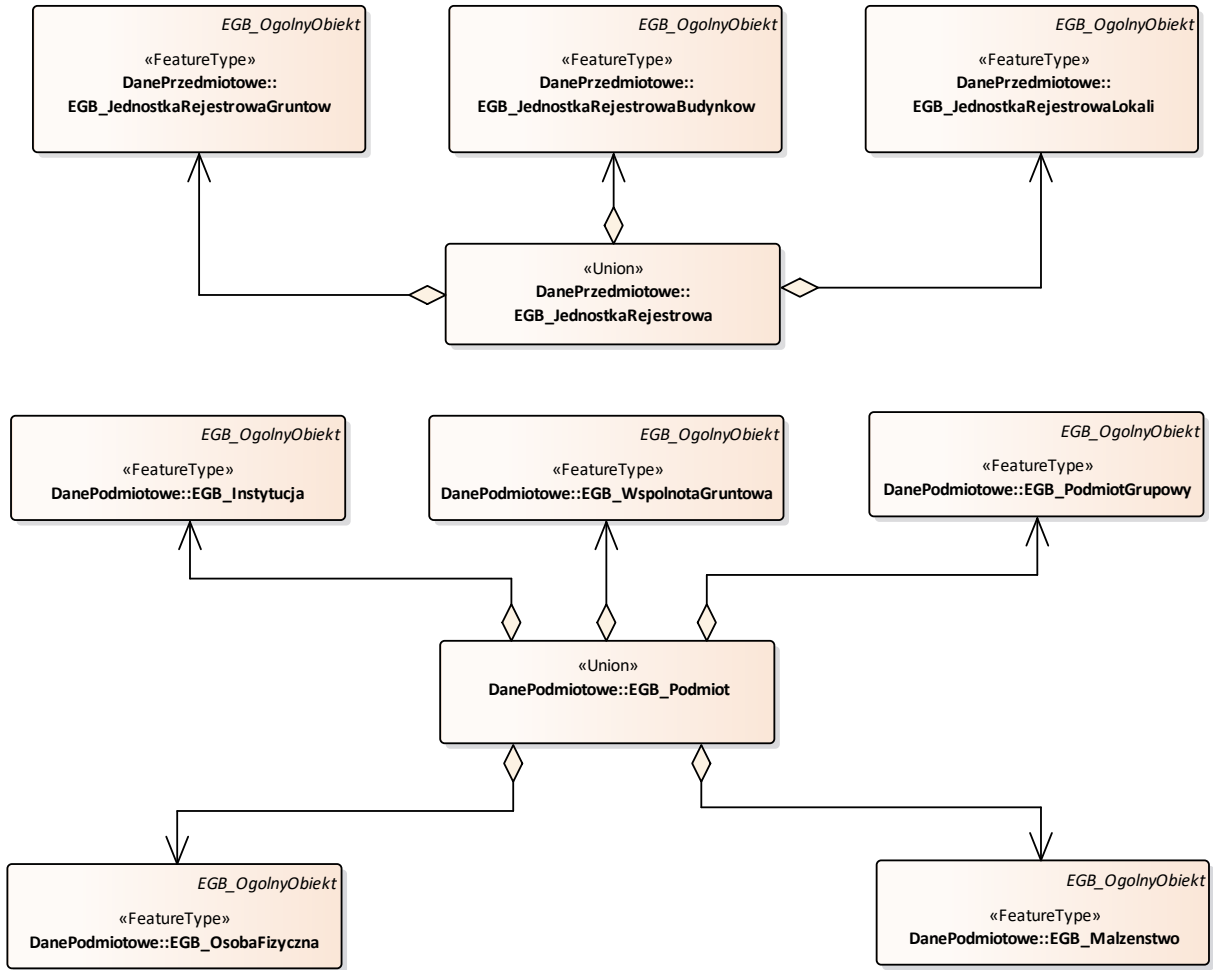 EGB_OgolnyObiekt
«FeatureType»
DanePrzedmiotowe::
EGB_JednostkaRejestrowaGruntow
EGB_OgolnyObiekt
«FeatureType»
DanePrzedmiotowe::
EGB_JednostkaRejestrowaBudynkow
EGB_OgolnyObiekt
«FeatureType»
DanePrzedmiotowe::
EGB_JednostkaRejestrowaLokali
«Union»
DanePrzedmiotowe::
EGB_JednostkaRejestrowa
EGB_OgolnyObiekt
«FeatureType»
DanePodmiotowe::EGB_Instytucja
EGB_OgolnyObiekt
«FeatureType»
DanePodmiotowe::EGB_WspolnotaGruntowa
EGB_OgolnyObiekt
«FeatureType»
DanePodmiotowe::EGB_PodmiotGrupowy
«Union»
DanePodmiotowe::EGB_Podmiot
EGB_OgolnyObiekt
«FeatureType»
DanePodmiotowe::EGB_OsobaFizyczna
EGB_OgolnyObiekt
«FeatureType»
DanePodmiotowe::EGB_Malzenstwo